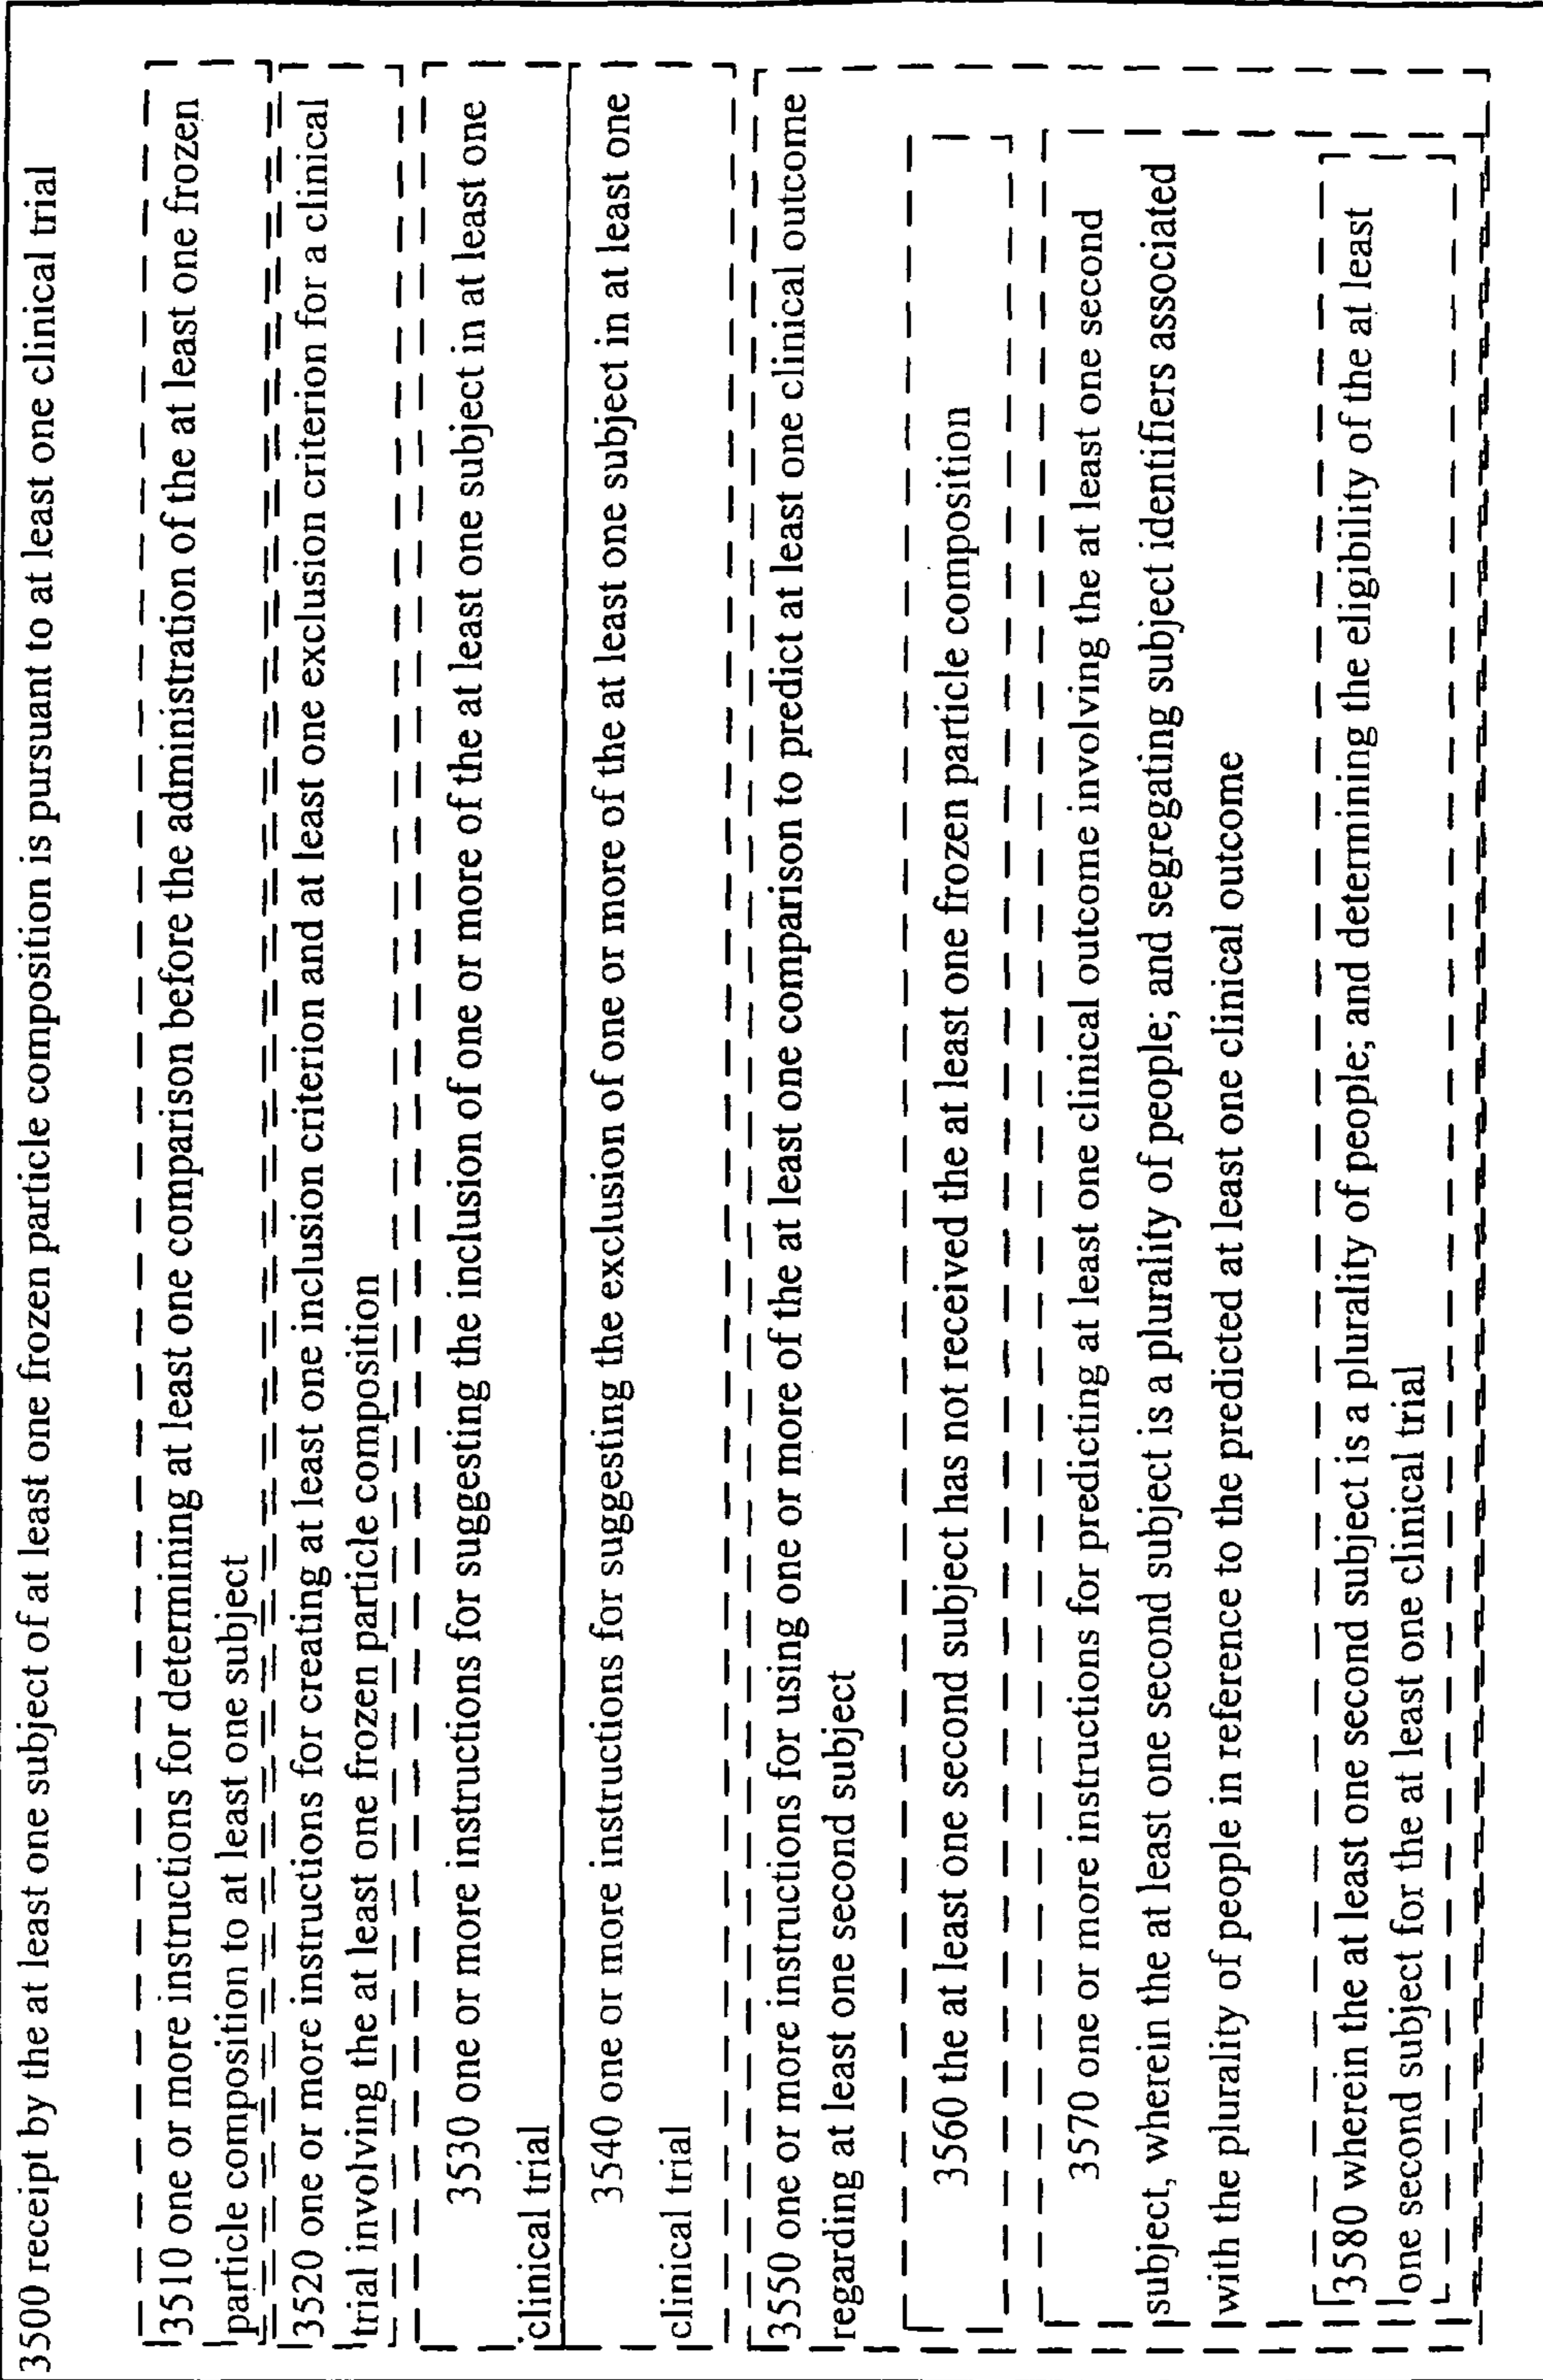 3500 receipt by the at least one subject of at least one frozen particle composition is pursuant to at least one clinical trial
3510 one or more instructions for determining at least one comparison before the administration of the at least one frozen
particle composition to at least one subject
3520 one or more instructions for creating at least one inclusion criterion and at least one exclusion criterion for a clinical
trial involving the at least one frozen particle composition
3530 one or more instructions for suggesting the inclusion of one or more of the at least one subject in at least one
clinical trial
3540 one or more instructions for suggesting the exclusion of one or more of the at least one subject in at least one
clinical trial
3550 one or more instructions for using one or more of the at least one comparison to predict at least one clinical outcome
regarding at least one second subject
3560 the at least one second subject has not received the at least one frozen particle composition
3570 one or more instructions for predicting at least one clinical outcome involving the at least one second
subject, wherein the at least one second subject is a plurality of people; and segregating subject identifiers associated
with the plurality of people in reference to the predicted at least one clinical outcome
3580 wherein the at least one second subject is a plurality of people; and determining the eligibility of the at least
one second subject for the at least one clinical trial